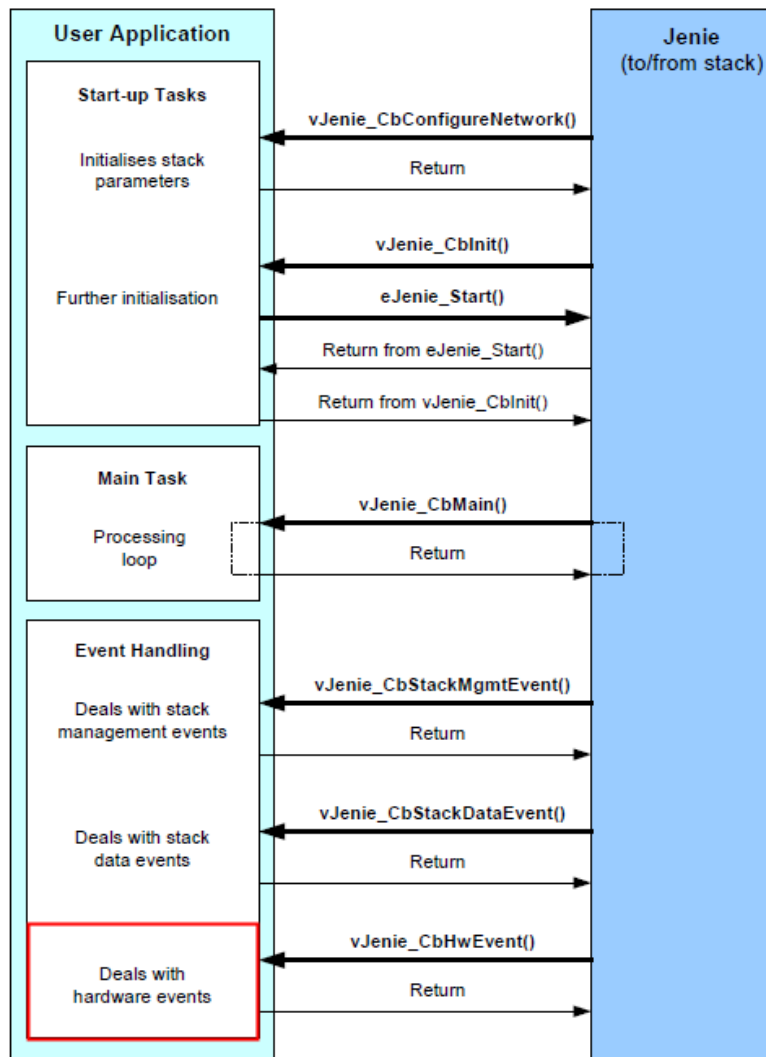 User Application
Jenie
(to/from stack)
Start-up Tasks
vJenie_CbConfigureNetwork()
Initialises stack
parameters
Return
vJenie_CbInit()
Further initialisation
eJenie_Start()
Return from eJenie_Start()
Return from vJenie_CbInit()
Main Task
vJenie_CbMain()
Processing
loop
Return
Event Handling
vJenie_CbStackMgmtEvent()
Deals with stack
management events
Return
vJenie_CbStackDataEvent()
Deals with stack
data events
Return
vJenie_CbHwEvent()
Deals with
hardware events
Return